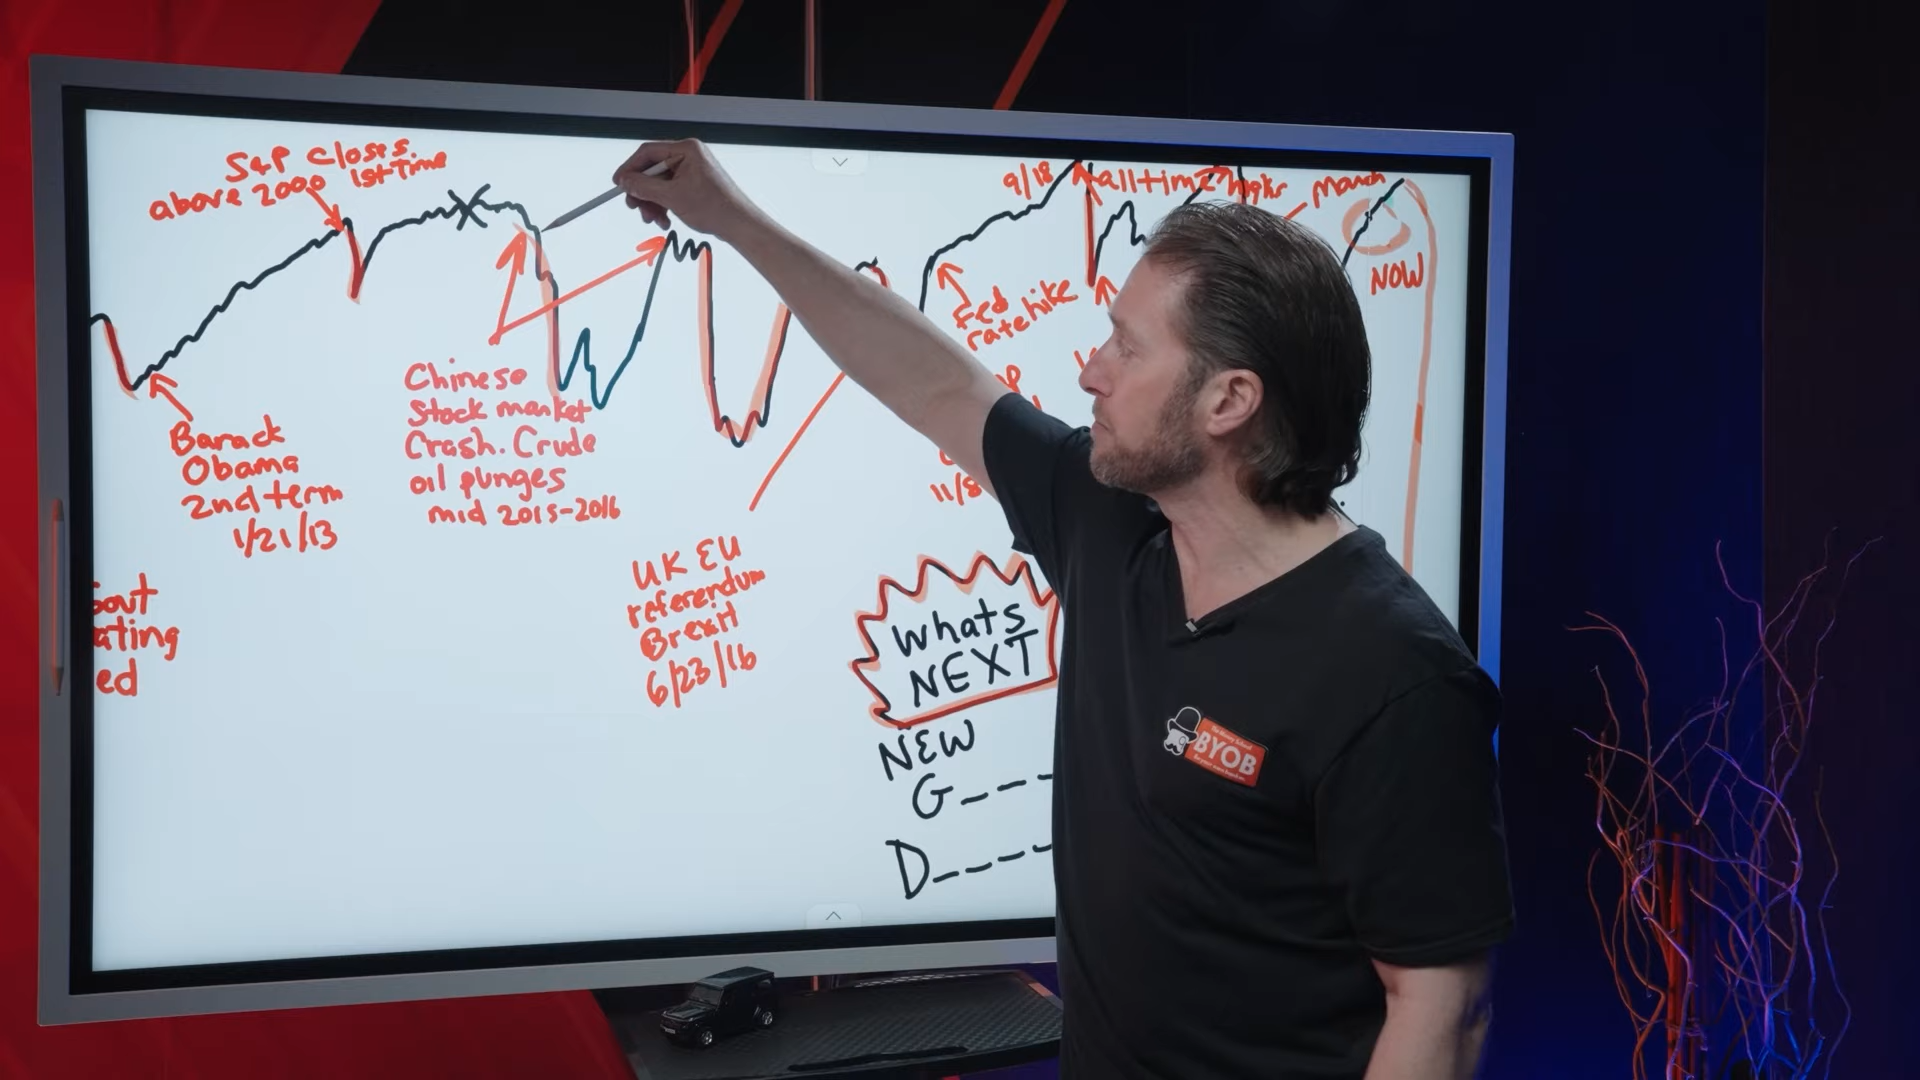 S&P closes
above 2000 1st time
Barack
Obama
2nd term
1/21/13
Chinese
Stock market
Crash. Crude
oil plunges
mid 2015-2016
UK EU
referendum
Brexit
6/23/16
Fed
rate hike
9/18
all time highs
March
NOW
11/8
Whats
NEXT
NEW
G---
D----
ating
ed
BYOB